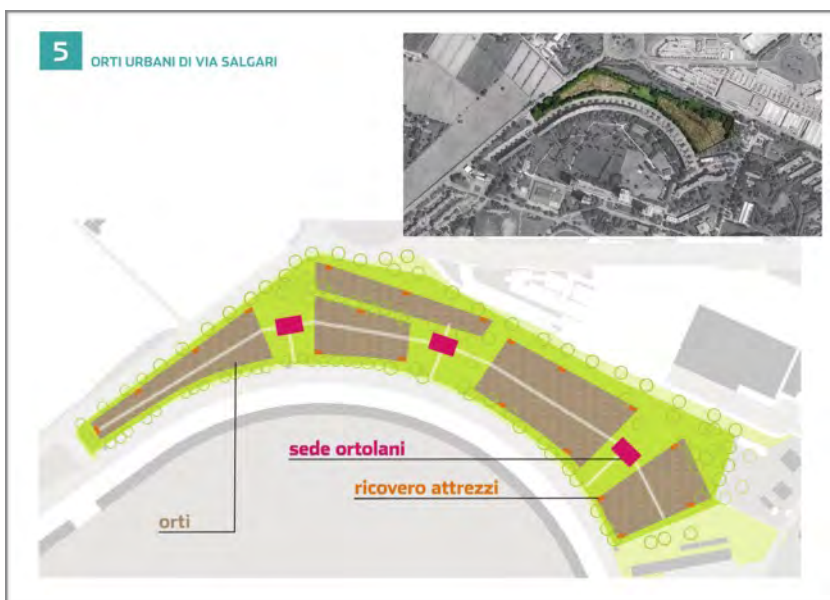 5
ORTI URBANI DI VIA SALGARI
sede ortolani
ricovero attrezzi
orti